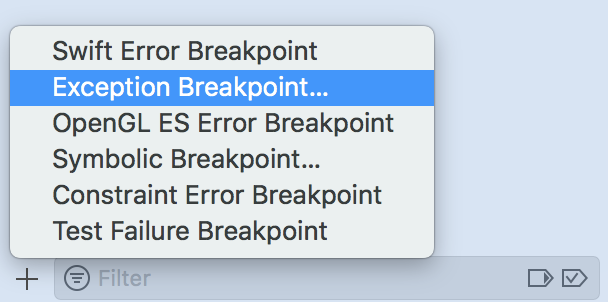 Swift Error Breakpoint
Exception Breakpoint...
OpenGL ES Error Breakpoint
Symbolic Breakpoint...
Constraint Error Breakpoint
Test Failure Breakpoint
Filter